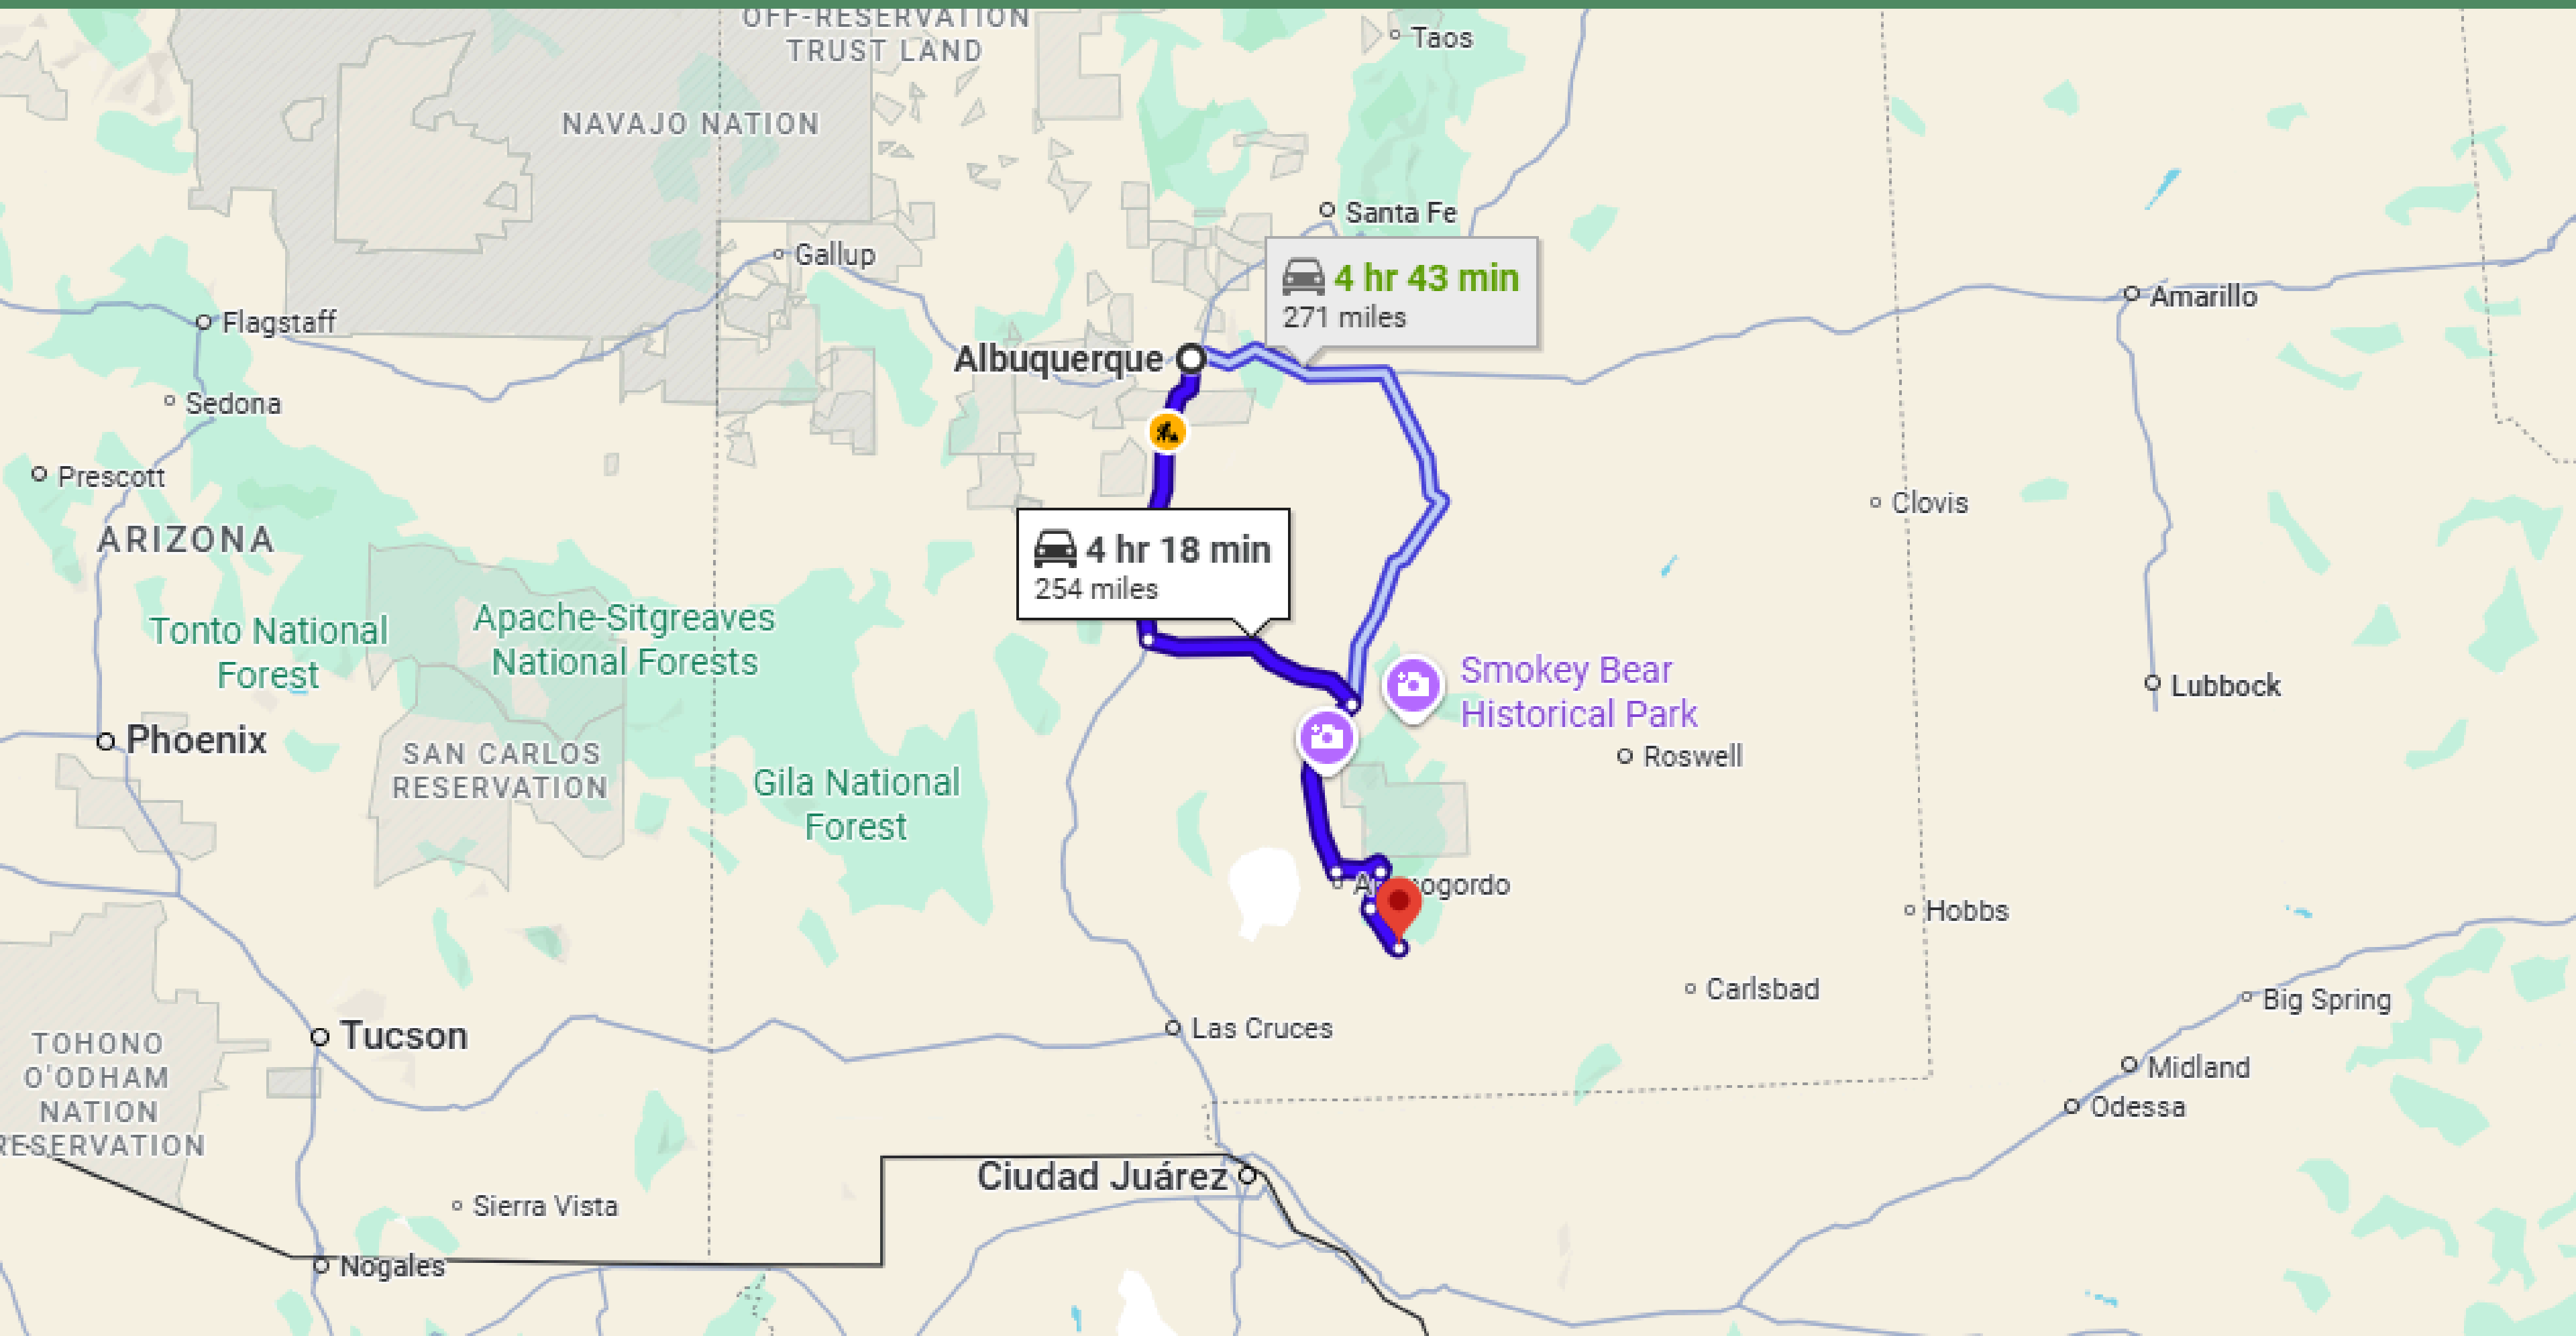 OFF-RESERVATION
TRUST LAND
Taos
NAVAJO NATION
Santa Fe
Gallup
4 hr 43 min
271 miles
Amarillo
Flagstaff
Albuquerque
Sedona
Prescott
Clovis
ARIZONA
4 hr 18 min
254 miles
Tonto National
Forest
Apache-Sitgreaves
National Forests
Smokey Bear
Historical Park
Lubbock
Phoenix
Roswell
SAN CARLOS
RESERVATION
Gila National
Forest
Hobbs
Carlsbad
Big Spring
Las Cruces
Tucson
TOHONO
O'ODHAM
NATION
RESERVATION
Midland
Odessa
Ciudad Juárez
Sierra Vista
Nogales